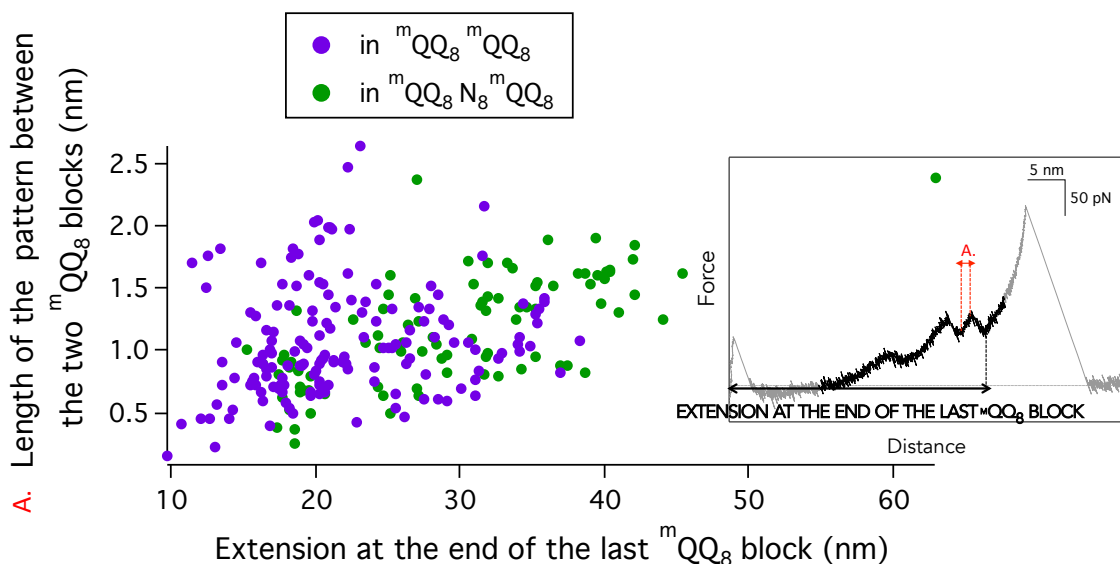 in ᵐQQ₈ ᵐQQ₈
in ᵐQQ₈ N₈ ᵐQQ₈
A. Length of the pattern between
the two ᵐQQ₈ blocks (nm)
2.5
2.0
1.5
1.0
0.5
10
20
30
40
50
60
Extension at the end of the last ᵐQQ₈ block (nm)
5 nm
50 pN
A.
Force
EXTENSION AT THE END OF THE LAST ᴹQQ₈ BLOCK
Distance